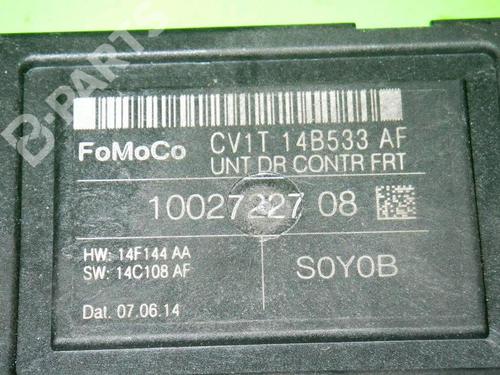 B-PARTS
FoMoCo
CV1T 14B533 AF
UNT DR CONTR FRT
10027227 08
HW: 14F144 AA
SW: 14C108 AF
S0Y0B
Dat. 07.06.14